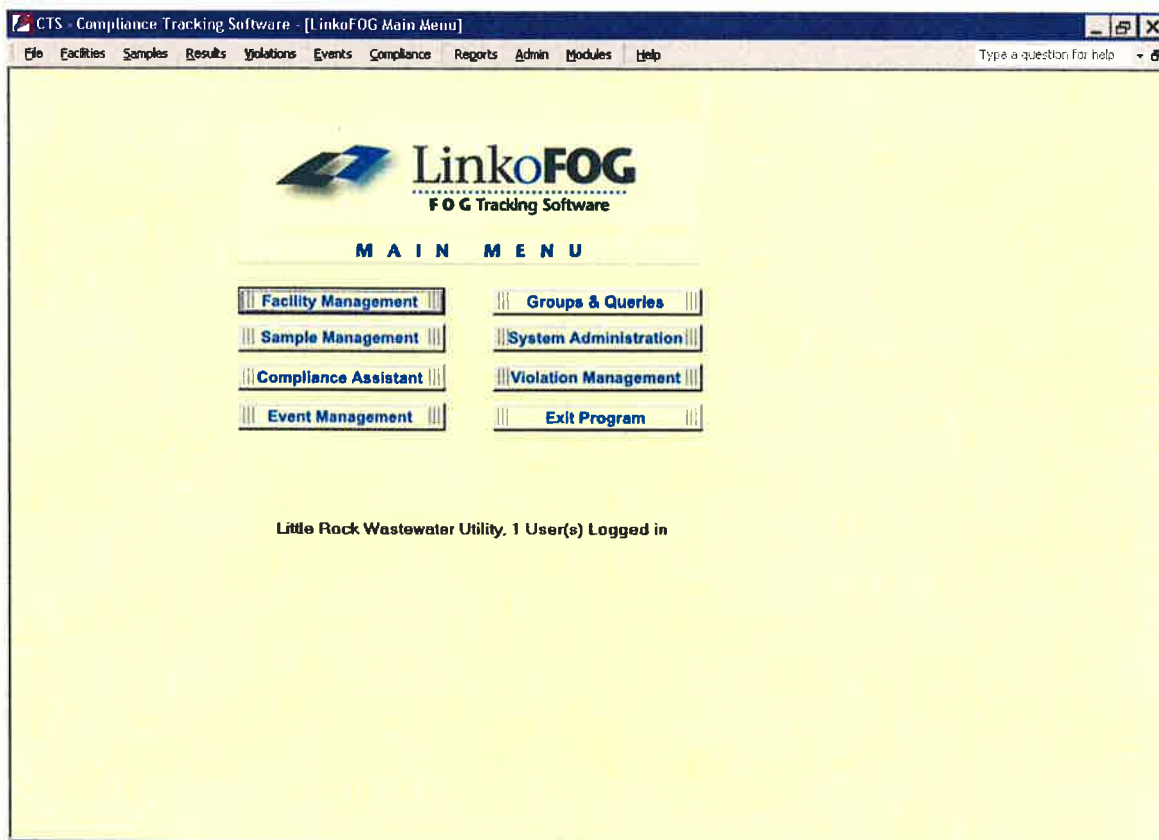 CTS - Compliance Tracking Software - [LinkoFOG Main Menu]
File Facilities Samples Results Violations Events Compliance Reports Admin Modules Help Type a question for help
LinkoFOG
FOG Tracking Software
MAIN MENU
Facility Management Groups & Queries
Sample Management System Administration
Compliance Assistant Violation Management
Event Management Exit Program
Little Rock Wastewater Utility, 1 User(s) Logged in